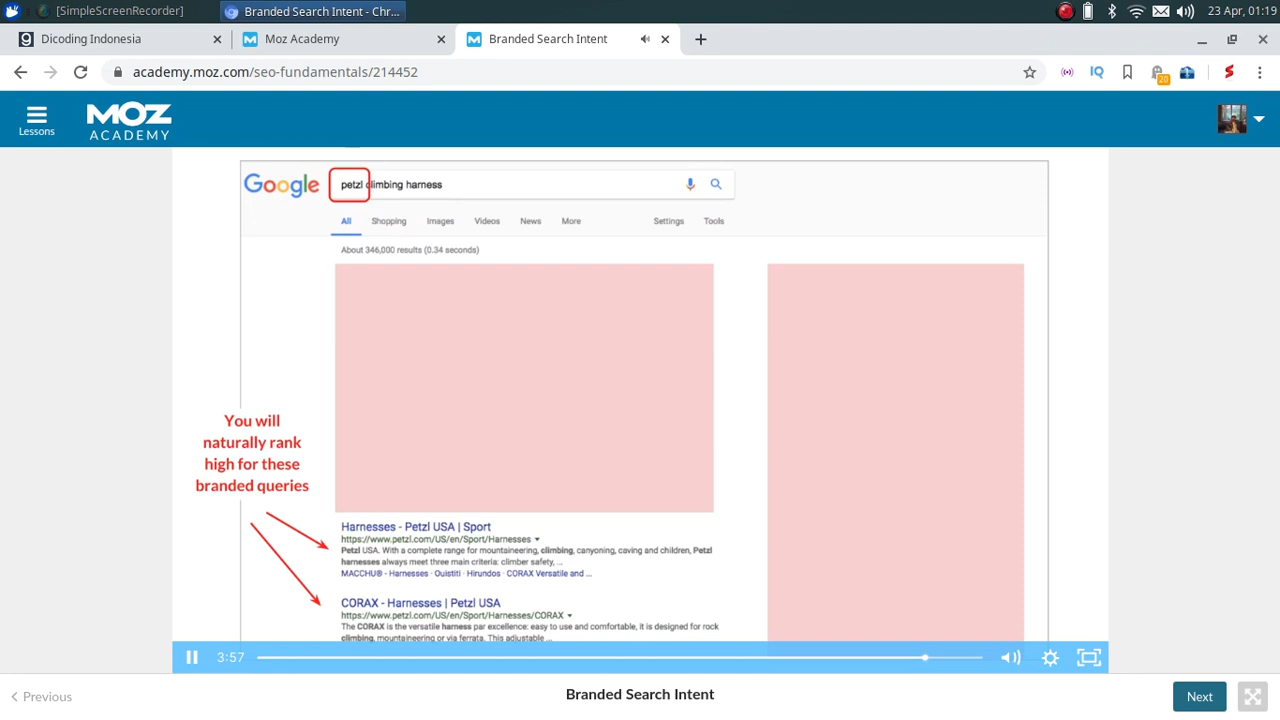 [SimpleScreenRecorder]
Branded Search Intent - Chr...
23 Apr, 01:19
Dicoding Indonesia
Moz Academy
Branded Search Intent
academy.moz.com/seo-fundamentals/214452
IQ
20
Lessons
MOZ
ACADEMY
Google
petzl climbing harness
All
Shopping
Images
Videos
News
More
Settings
Tools
About 346,000 results (0.34 seconds)
You will
naturally rank
high for these
branded queries
Harnesses - Petzl USA | Sport
https://www.petzl.com/US/en/Sport/Harnesses
Petzl USA. With a complete range for mountaineering, climbing, canyoning, caving and children, Petzl
harnesses always meet three main criteria: climber safety, ...
MACCHU® - Harnesses · Ouistiti · Hirundos · CORAX Versatile and ...
CORAX - Harnesses | Petzl USA
https://www.petzl.com/US/en/Sport/Harnesses/CORAX
The CORAX is the versatile harness par excellence: easy to use and comfortable, it is designed for rock
climbing, mountaineering or via ferrata. This adjustable ...
3:57
Previous
Branded Search Intent
Next